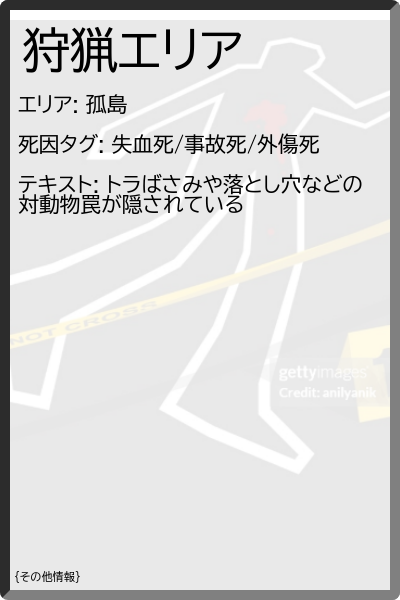 狩猟エリア
エリア: 孤島
死因タグ: 失血死/事故死/外傷死
テキスト: トラばさみや落とし穴などの
対動物罠が隠されている
NOT CROSS
gettyimages
Credit: anilyanik
{その他情報}